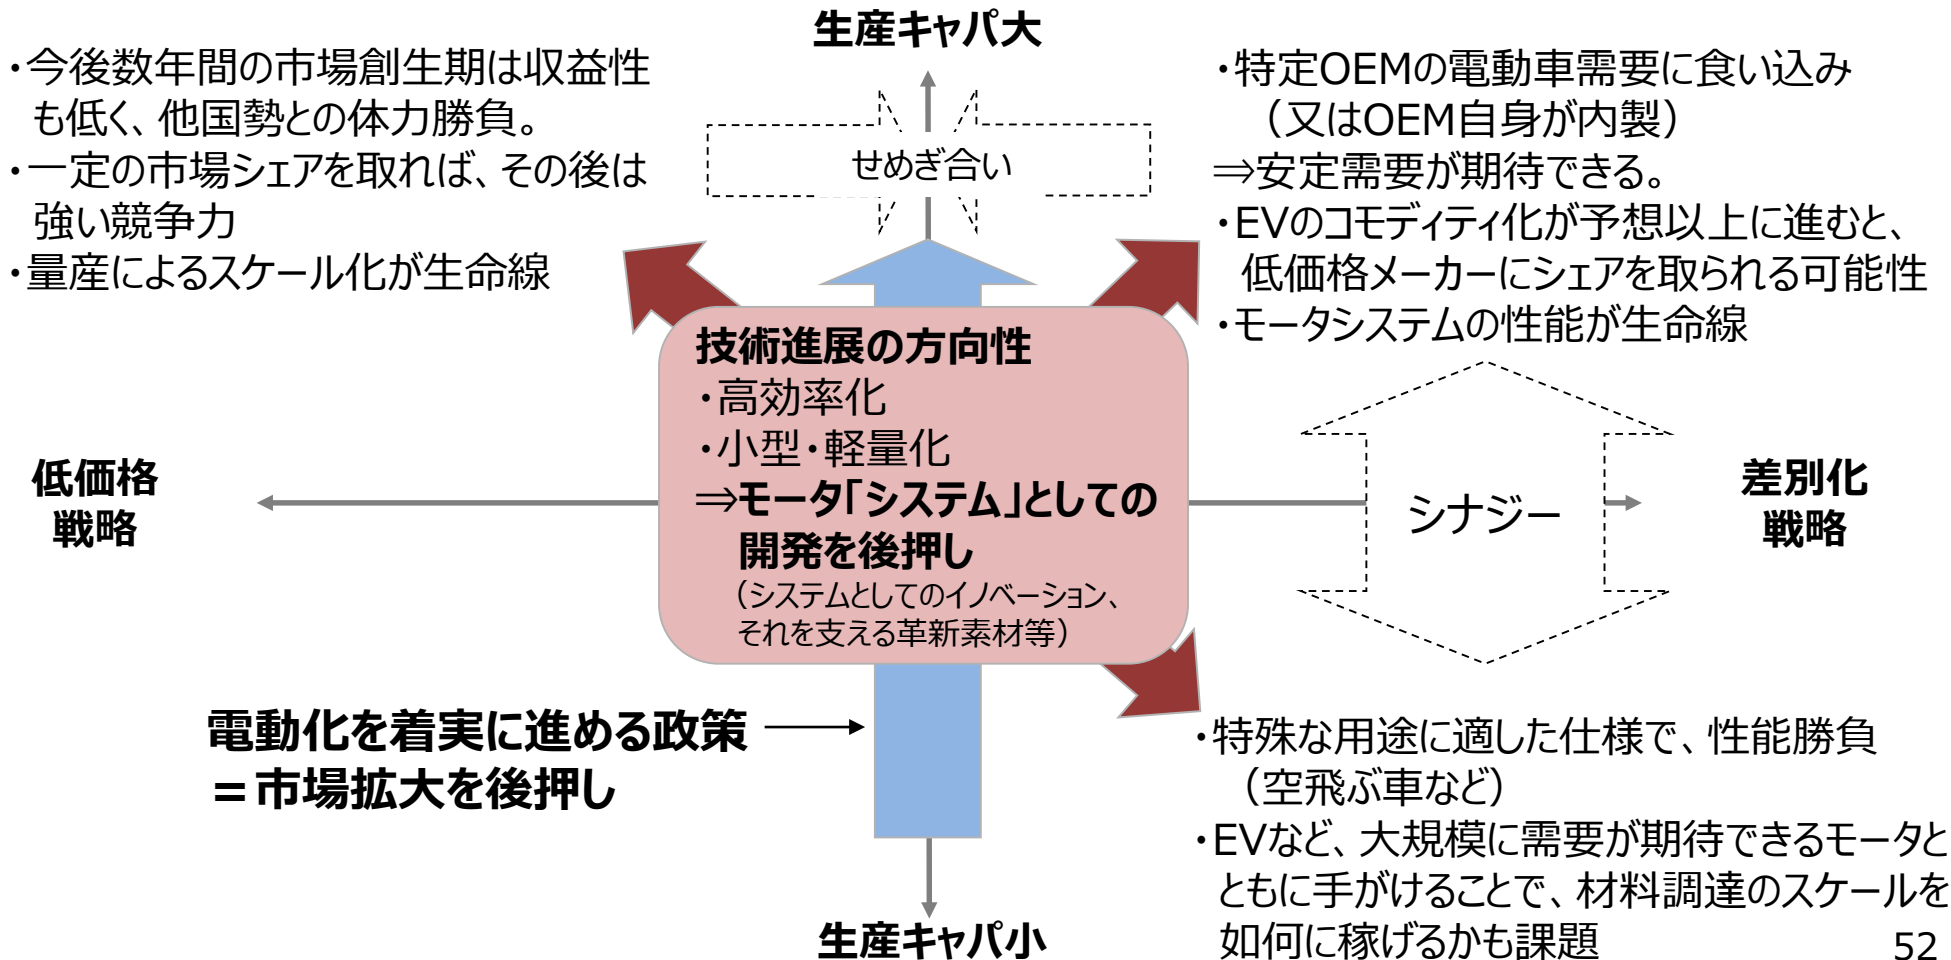 生産キャパ大
・今後数年間の市場創生期は収益性
も低く、他国勢との体力勝負。
・一定の市場シェアを取れば、その後は
強い競争力
・量産によるスケール化が生命線
せめぎ合い
・特定OEMの電動車需要に食い込み
（又はOEM自身が内製）
⇒安定需要が期待できる。
・EVのコモディティ化が予想以上に進むと、
低価格メーカーにシェアを取られる可能性
・モータシステムの性能が生命線
技術進展の方向性
・高効率化
・小型・軽量化
⇒モータ「システム」としての
開発を後押し
（システムとしてのイノベーション、
それを支える革新素材等）
低価格
戦略
シナジー
差別化
戦略
電動化を着実に進める政策
＝市場拡大を後押し
・特殊な用途に適した仕様で、性能勝負
（空飛ぶ車など）
・EVなど、大規模に需要が期待できるモータと
ともに手がけることで、材料調達のスケールを
如何に稼げるかも課題
生産キャパ小
52